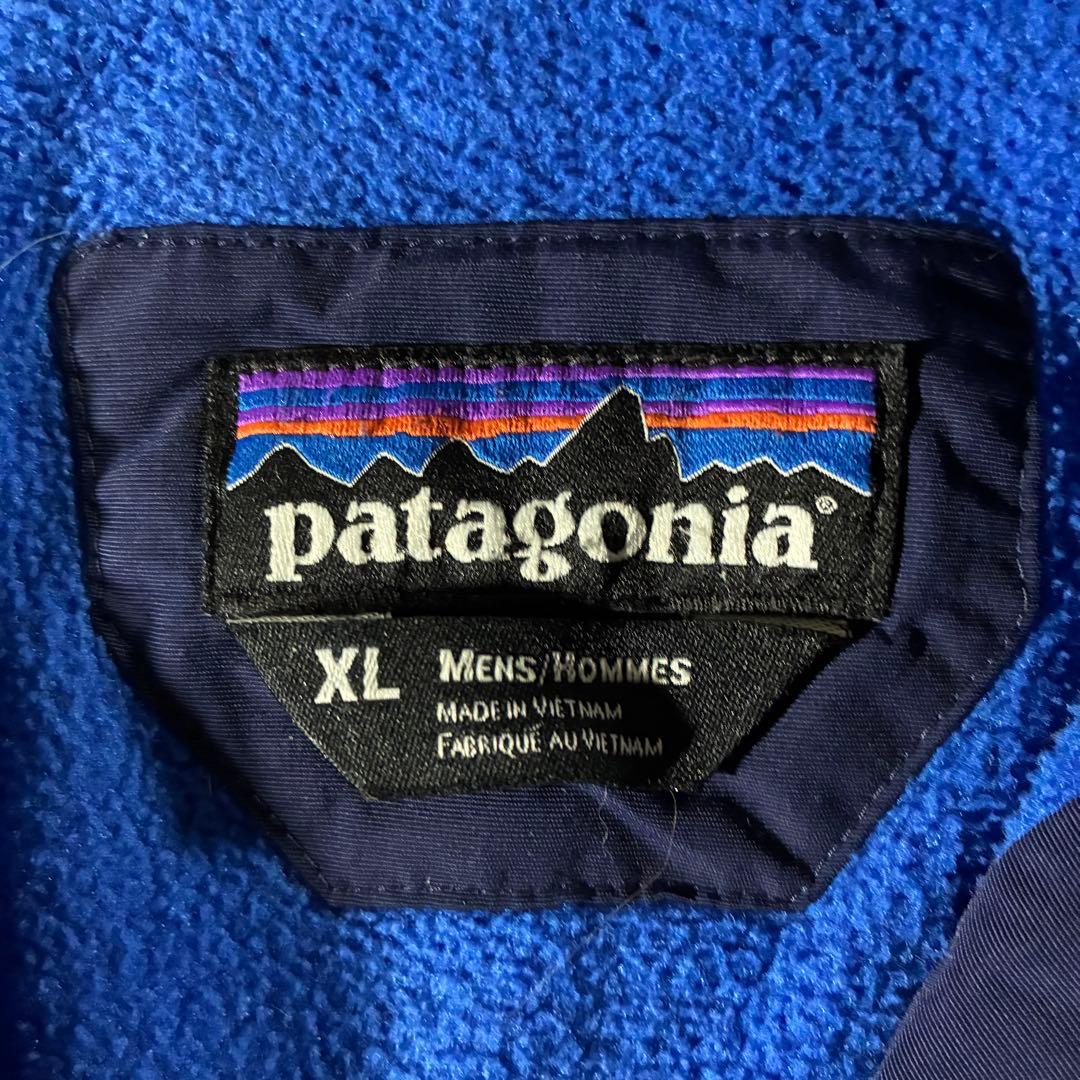 patagonia®
XL MENS/HOMMES
MADE IN VIETNAM
FABRIQUÉ AU VIETNAM